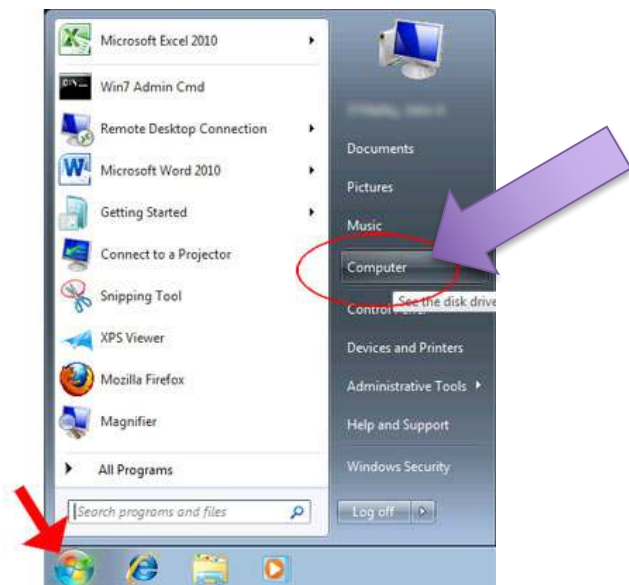 Microsoft Excel 2010
Win7 Admin Cmd
Remote Desktop Connection
Microsoft Word 2010
Getting Started
Connect to a Projector
Snipping Tool
XPS Viewer
Mozilla Firefox
Magnifier
All Programs
Search programs and files
Documents
Pictures
Music
Computer
See the disk drive
Control
Devices and Printers
Administrative Tools
Help and Support
Windows Security
Log off